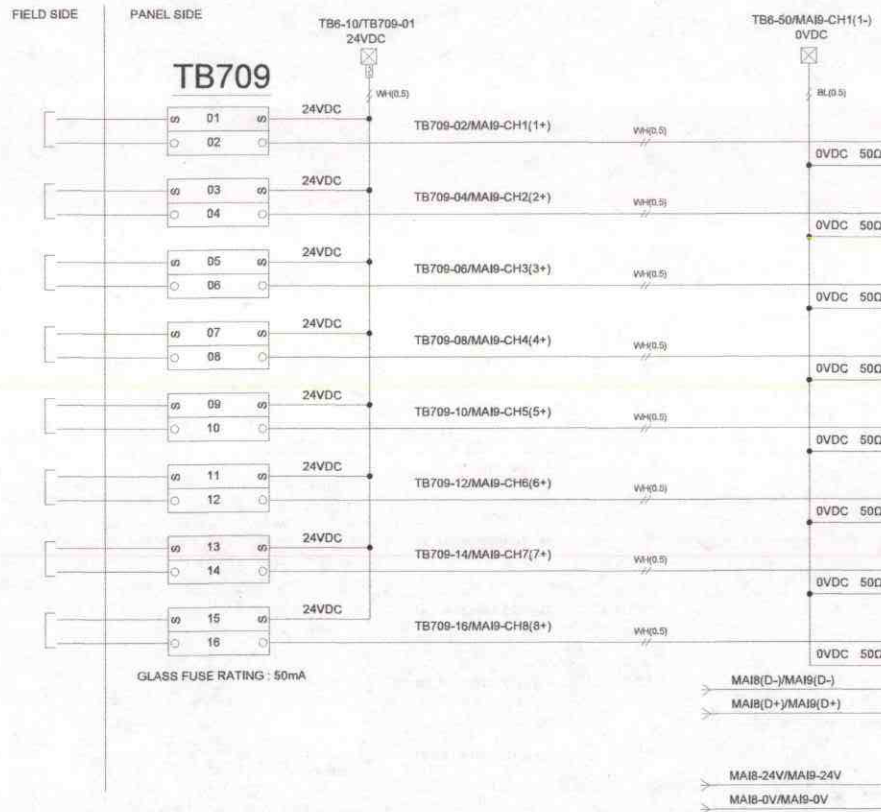 FIELD SIDE
PANEL SIDE
TB6-10/TB709-01
24VDC
TB6-50/MAI9-CH1(1-)
0VDC
TB709
WH(0.5)
BL(0.5)
S 01 S
24VDC
02
TB709-02/MAI9-CH1(1+)
WH(0.5)
0VDC 50Ω
S 03 S
24VDC
04
TB709-04/MAI9-CH2(2+)
WH(0.5)
0VDC 50Ω
S 05 S
24VDC
06
TB709-06/MAI9-CH3(3+)
WH(0.5)
0VDC 50Ω
S 07 S
24VDC
08
TB709-08/MAI9-CH4(4+)
WH(0.5)
0VDC 50Ω
S 09 S
24VDC
10
TB709-10/MAI9-CH5(5+)
WH(0.5)
0VDC 50Ω
S 11 S
24VDC
12
TB709-12/MAI9-CH6(6+)
WH(0.5)
0VDC 50Ω
S 13 S
24VDC
14
TB709-14/MAI9-CH7(7+)
WH(0.5)
0VDC 50Ω
S 15 S
24VDC
16
TB709-16/MAI9-CH8(8+)
WH(0.5)
0VDC 50Ω
GLASS FUSE RATING : 50mA
MAI8(D-)/MAI9(D-)
MAI8(D+)/MAI9(D+)
MAI8-24V/MAI9-24V
MAI8-0V/MAI9-0V